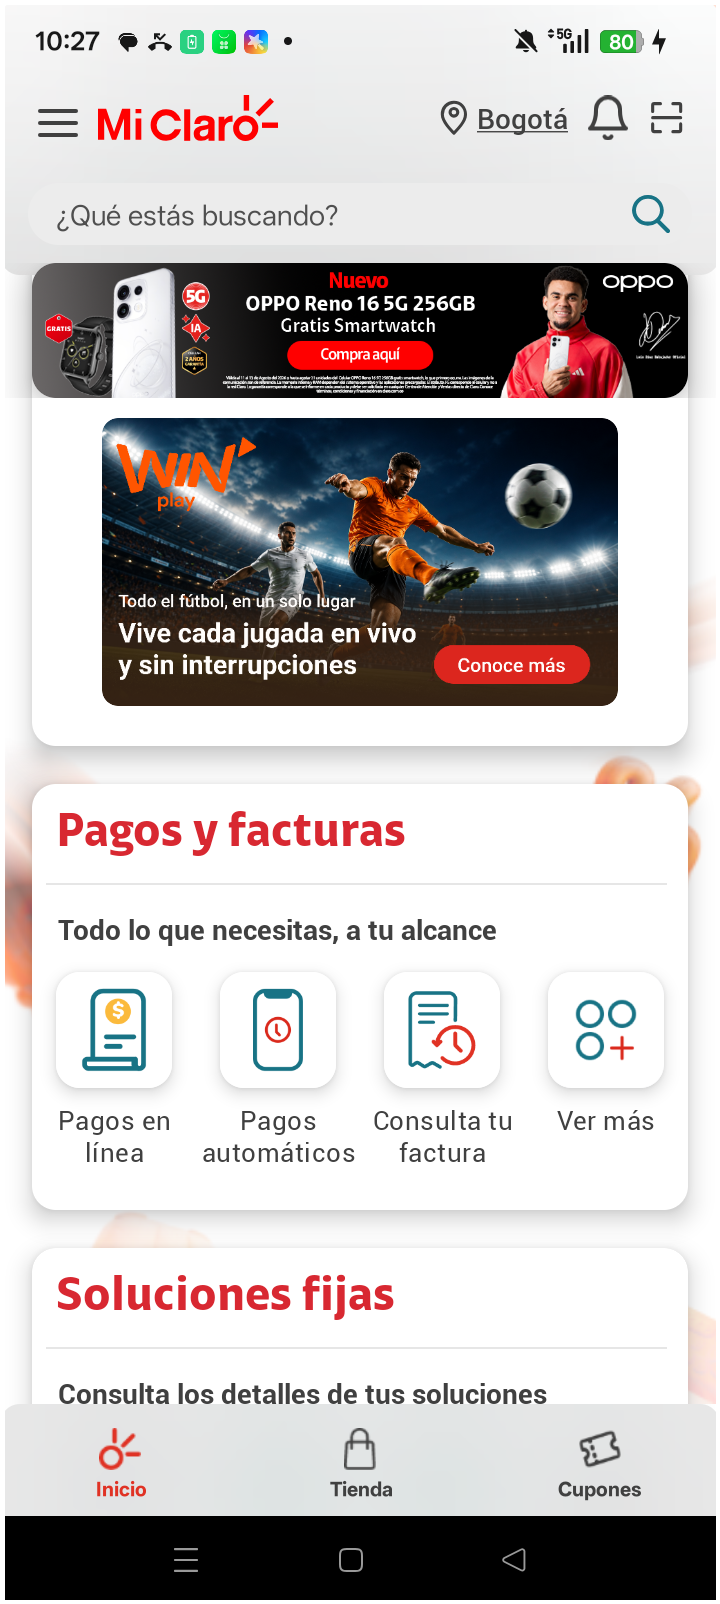 10:27
5G
80
Mi Claro
Bogotá
¿Qué estás buscando?
GRATIS
5G
IA
2 AÑOS
Nuevo
OPPO Reno 16 5G 256GB
Gratis Smartwatch
Compra aquí
oppo
WIN
play
Todo el fútbol, en un solo lugar
Vive cada jugada en vivo
y sin interrupciones
Conoce más
Pagos y facturas
Todo lo que necesitas, a tu alcance
Pagos en
línea
Pagos
automáticos
Consulta tu
factura
Ver más
Soluciones fijas
Consulta los detalles de tus soluciones
Inicio
Tienda
Cupones